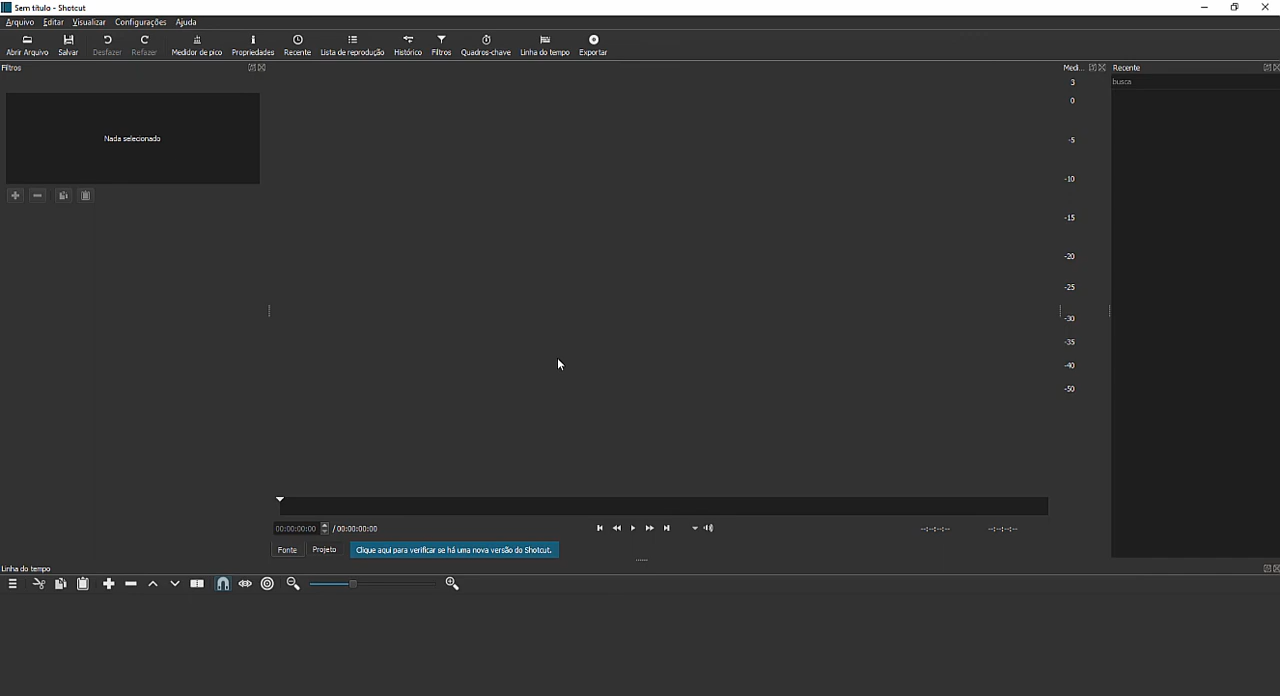 Sem título - Shotcut
Arquivo Editar Visualizar Configurações Ajuda
Abrir Arquivo Salvar Desfazer Refazer Medidor de pico Propriedades Recente Lista de reprodução Histórico Filtros Quadros-chave Linha do tempo Exportar
Filtros
Nada selecionado
Medi...
3
0
-5
-10
-15
-20
-25
-30
-35
-40
-50
Recente
busca
00:00:00:00 / 00:00:00:00
--:--:--:-- --:--:--:--
Fonte Projeto Clique aqui para verificar se há uma nova versão do Shotcut.
Linha do tempo